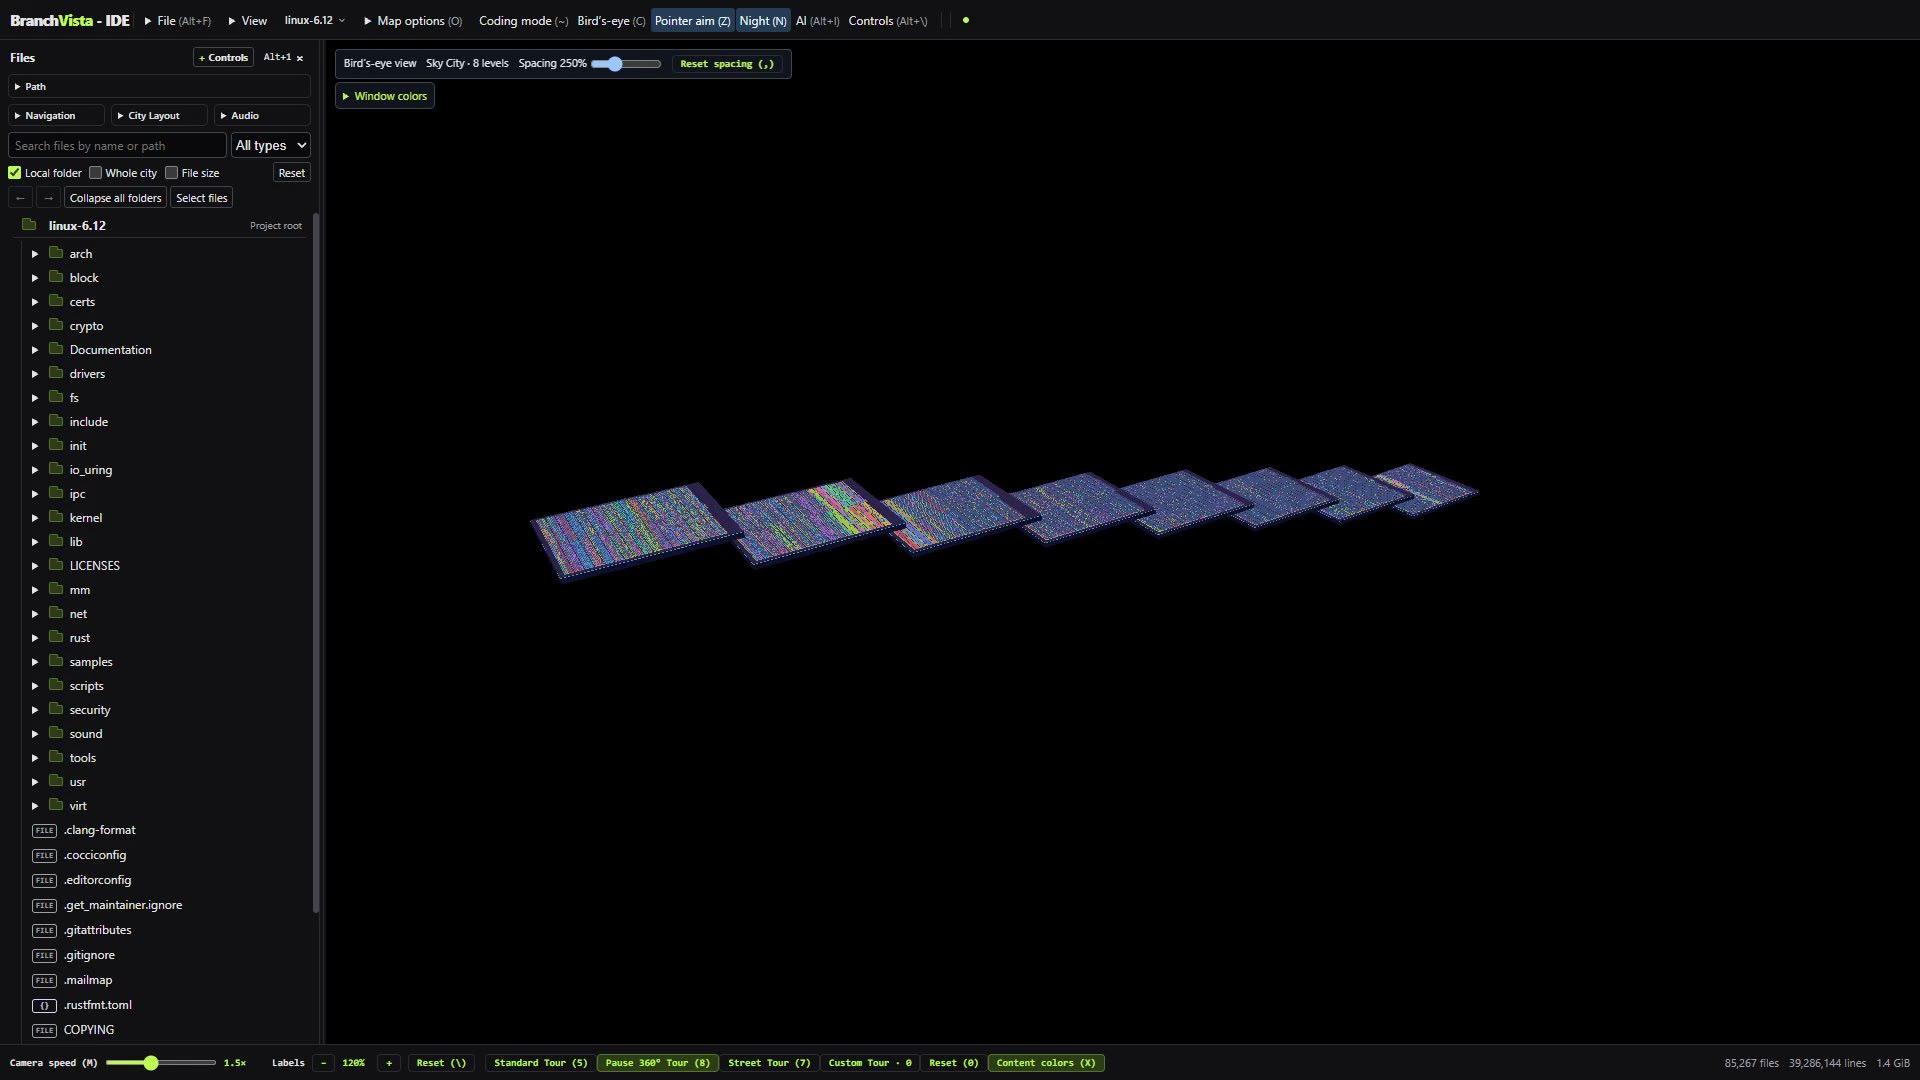 BranchVista - IDE ▶ File (Alt+F) ▶ View linux-6.12 ▶ Map options (O) Coding mode (~) Bird's-eye (C) Pointer aim (Z) Night (N) AI (Alt+I) Controls (Alt+\)
Files + Controls Alt+1 ×
▶ Path
▶ Navigation ▶ City Layout ▶ Audio
Search files by name or path All types
Local folder Whole city File size Reset
← → Collapse all folders Select files
linux-6.12 Project root
▶ arch
▶ block
▶ certs
▶ crypto
▶ Documentation
▶ drivers
▶ fs
▶ include
▶ init
▶ io_uring
▶ ipc
▶ kernel
▶ lib
▶ LICENSES
▶ mm
▶ net
▶ rust
▶ samples
▶ scripts
▶ security
▶ sound
▶ tools
▶ usr
▶ virt
FILE .clang-format
FILE .cocciconfig
FILE .editorconfig
FILE .get_maintainer.ignore
FILE .gitattributes
FILE .gitignore
FILE .mailmap
{} .rustfmt.toml
FILE COPYING
Bird's-eye view Sky City · 8 levels Spacing 250% Reset spacing (,)
▶ Window colors
Camera speed (M) 1.5× Labels - 120% + Reset (\) Standard Tour (5) Pause 360° Tour (8) Street Tour (7) Custom Tour · 0 Reset (0) Content colors (X) 85,267 files 39,286,144 lines 1.4 GiB